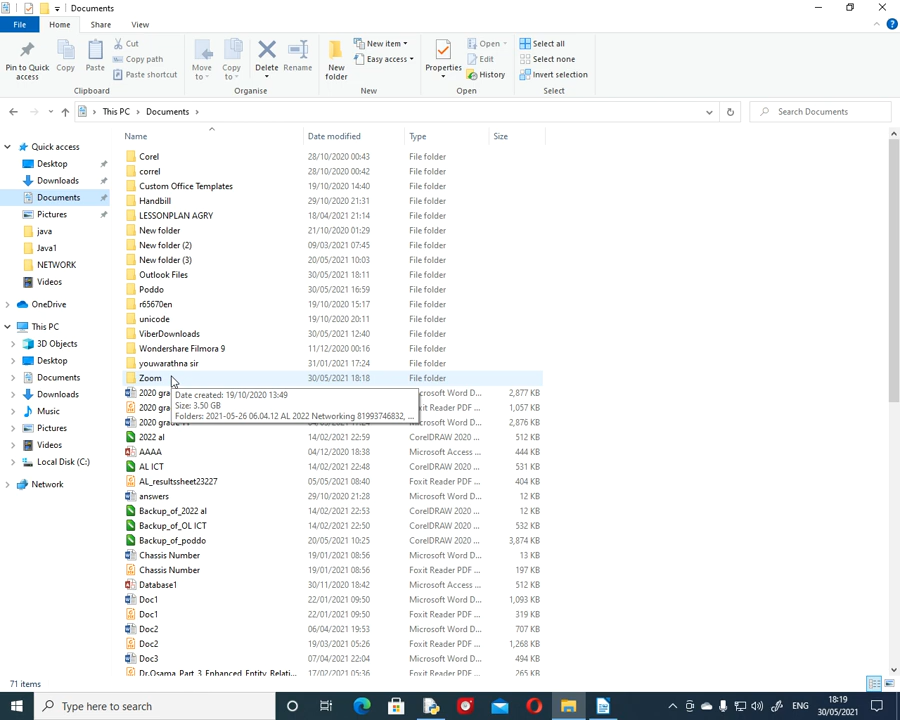 Documents
File Home Share View
Pin to Quick access
Copy
Paste
Cut
Copy path
Paste shortcut
Clipboard
Move to
Copy to
Delete
Rename
Organise
New folder
New item
Easy access
New
Properties
Open
Edit
History
Open
Select all
Select none
Invert selection
Select
This PC Documents
Search Documents
Name Date modified Type Size
Quick access
Desktop
Downloads
Documents
Pictures
java
Java1
NETWORK
Videos
OneDrive
This PC
3D Objects
Desktop
Documents
Downloads
Music
Pictures
Videos
Local Disk (C:)
Network
Corel 28/10/2020 00:43 File folder
correl 28/10/2020 00:42 File folder
Custom Office Templates 19/10/2020 14:40 File folder
Handbill 29/10/2020 21:31 File folder
LESSONPLAN AGRY 18/04/2021 21:14 File folder
New folder 21/10/2020 01:29 File folder
New folder (2) 09/03/2021 07:45 File folder
New folder (3) 20/05/2021 10:03 File folder
Outlook Files 30/05/2021 18:11 File folder
Poddo 30/05/2021 16:59 File folder
r65670en 19/10/2020 15:17 File folder
unicode 19/10/2020 20:11 File folder
ViberDownloads 30/05/2021 12:40 File folder
Wondershare Filmora 9 11/12/2020 00:16 File folder
youwarathna sir 31/01/2021 17:24 File folder
Zoom 30/05/2021 18:18 File folder
Date created: 19/10/2020 13:49
Size: 3.50 GB
Folders: 2021-05-26 06.04.12 AL 2022 Networking 81993746832, ...
2020 gra crosoft Word D... 2,877 KB
2020 gra xit Reader PDF ... 1,057 KB
2020 grade Microsoft Word D... 2,876 KB
2022 al 14/02/2021 22:59 CorelDRAW 2020 ... 512 KB
AAAA 04/12/2020 18:38 Microsoft Access ... 444 KB
AL ICT 14/02/2021 22:48 CorelDRAW 2020 ... 531 KB
AL_resultssheet23227 05/05/2021 08:40 Foxit Reader PDF ... 404 KB
answers 29/10/2020 21:28 Microsoft Word D... 12 KB
Backup_of_2022 al 14/02/2021 22:53 CorelDRAW 2020 ... 12 KB
Backup_of_OL ICT 14/02/2021 22:50 CorelDRAW 2020 ... 532 KB
Backup_of_poddo 20/05/2021 10:25 CorelDRAW 2020 ... 3,874 KB
Chassis Number 19/01/2021 08:56 Microsoft Word D... 13 KB
Chassis Number 19/01/2021 08:56 Foxit Reader PDF ... 197 KB
Database1 30/11/2020 18:42 Microsoft Access ... 512 KB
Doc1 22/01/2021 09:50 Microsoft Word D... 1,093 KB
Doc1 22/01/2021 09:50 Foxit Reader PDF ... 319 KB
Doc2 06/04/2021 19:53 Microsoft Word D... 707 KB
Doc2 19/03/2021 05:26 Foxit Reader PDF ... 1,268 KB
Doc3 07/04/2021 22:04 Microsoft Word D... 494 KB
Dr.Osama_Part_3_Enhanced_Entity_Relati... 17/02/2021 05:36 Foxit Reader PDF ... 265 KB
71 items
Type here to search
18:19
30/05/2021